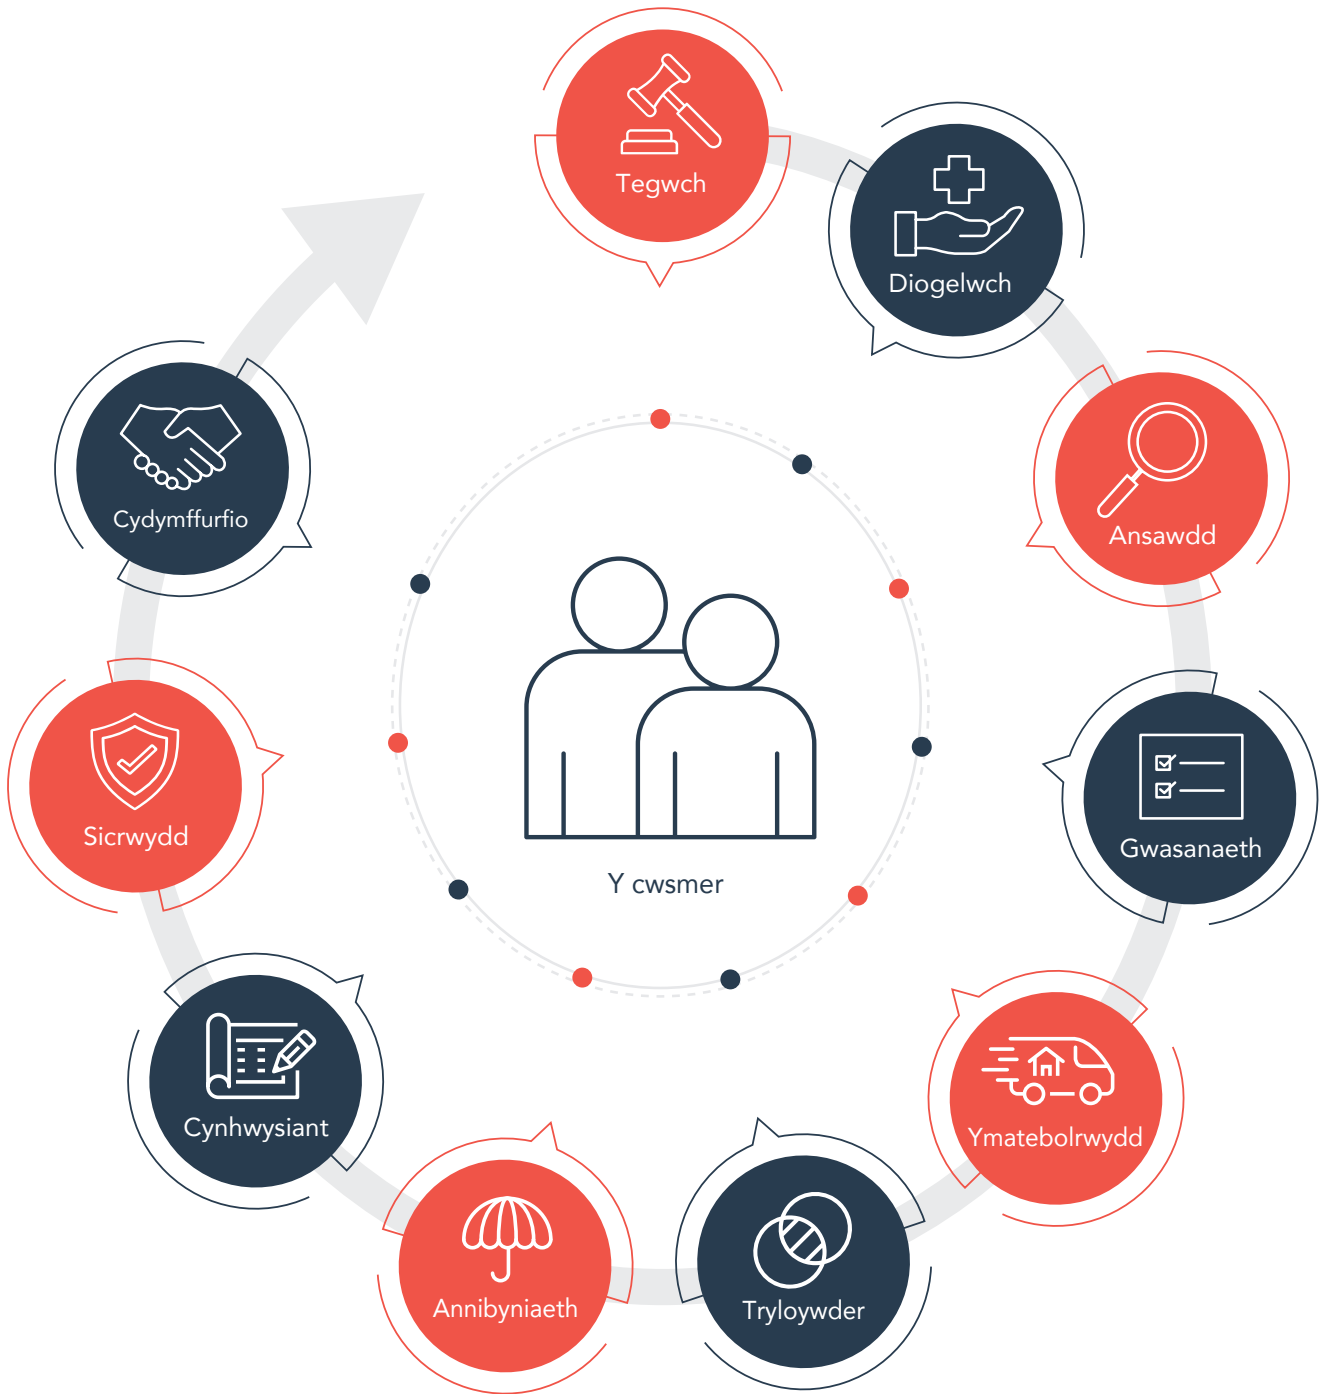 Tegwch
Diogelwch
Ansawdd
Gwasanaeth
Ymatebolrwydd
Tryloywder
Annibyniaeth
Cynhwysiant
Sicrwydd
Cydymffurfio
Y cwsmer